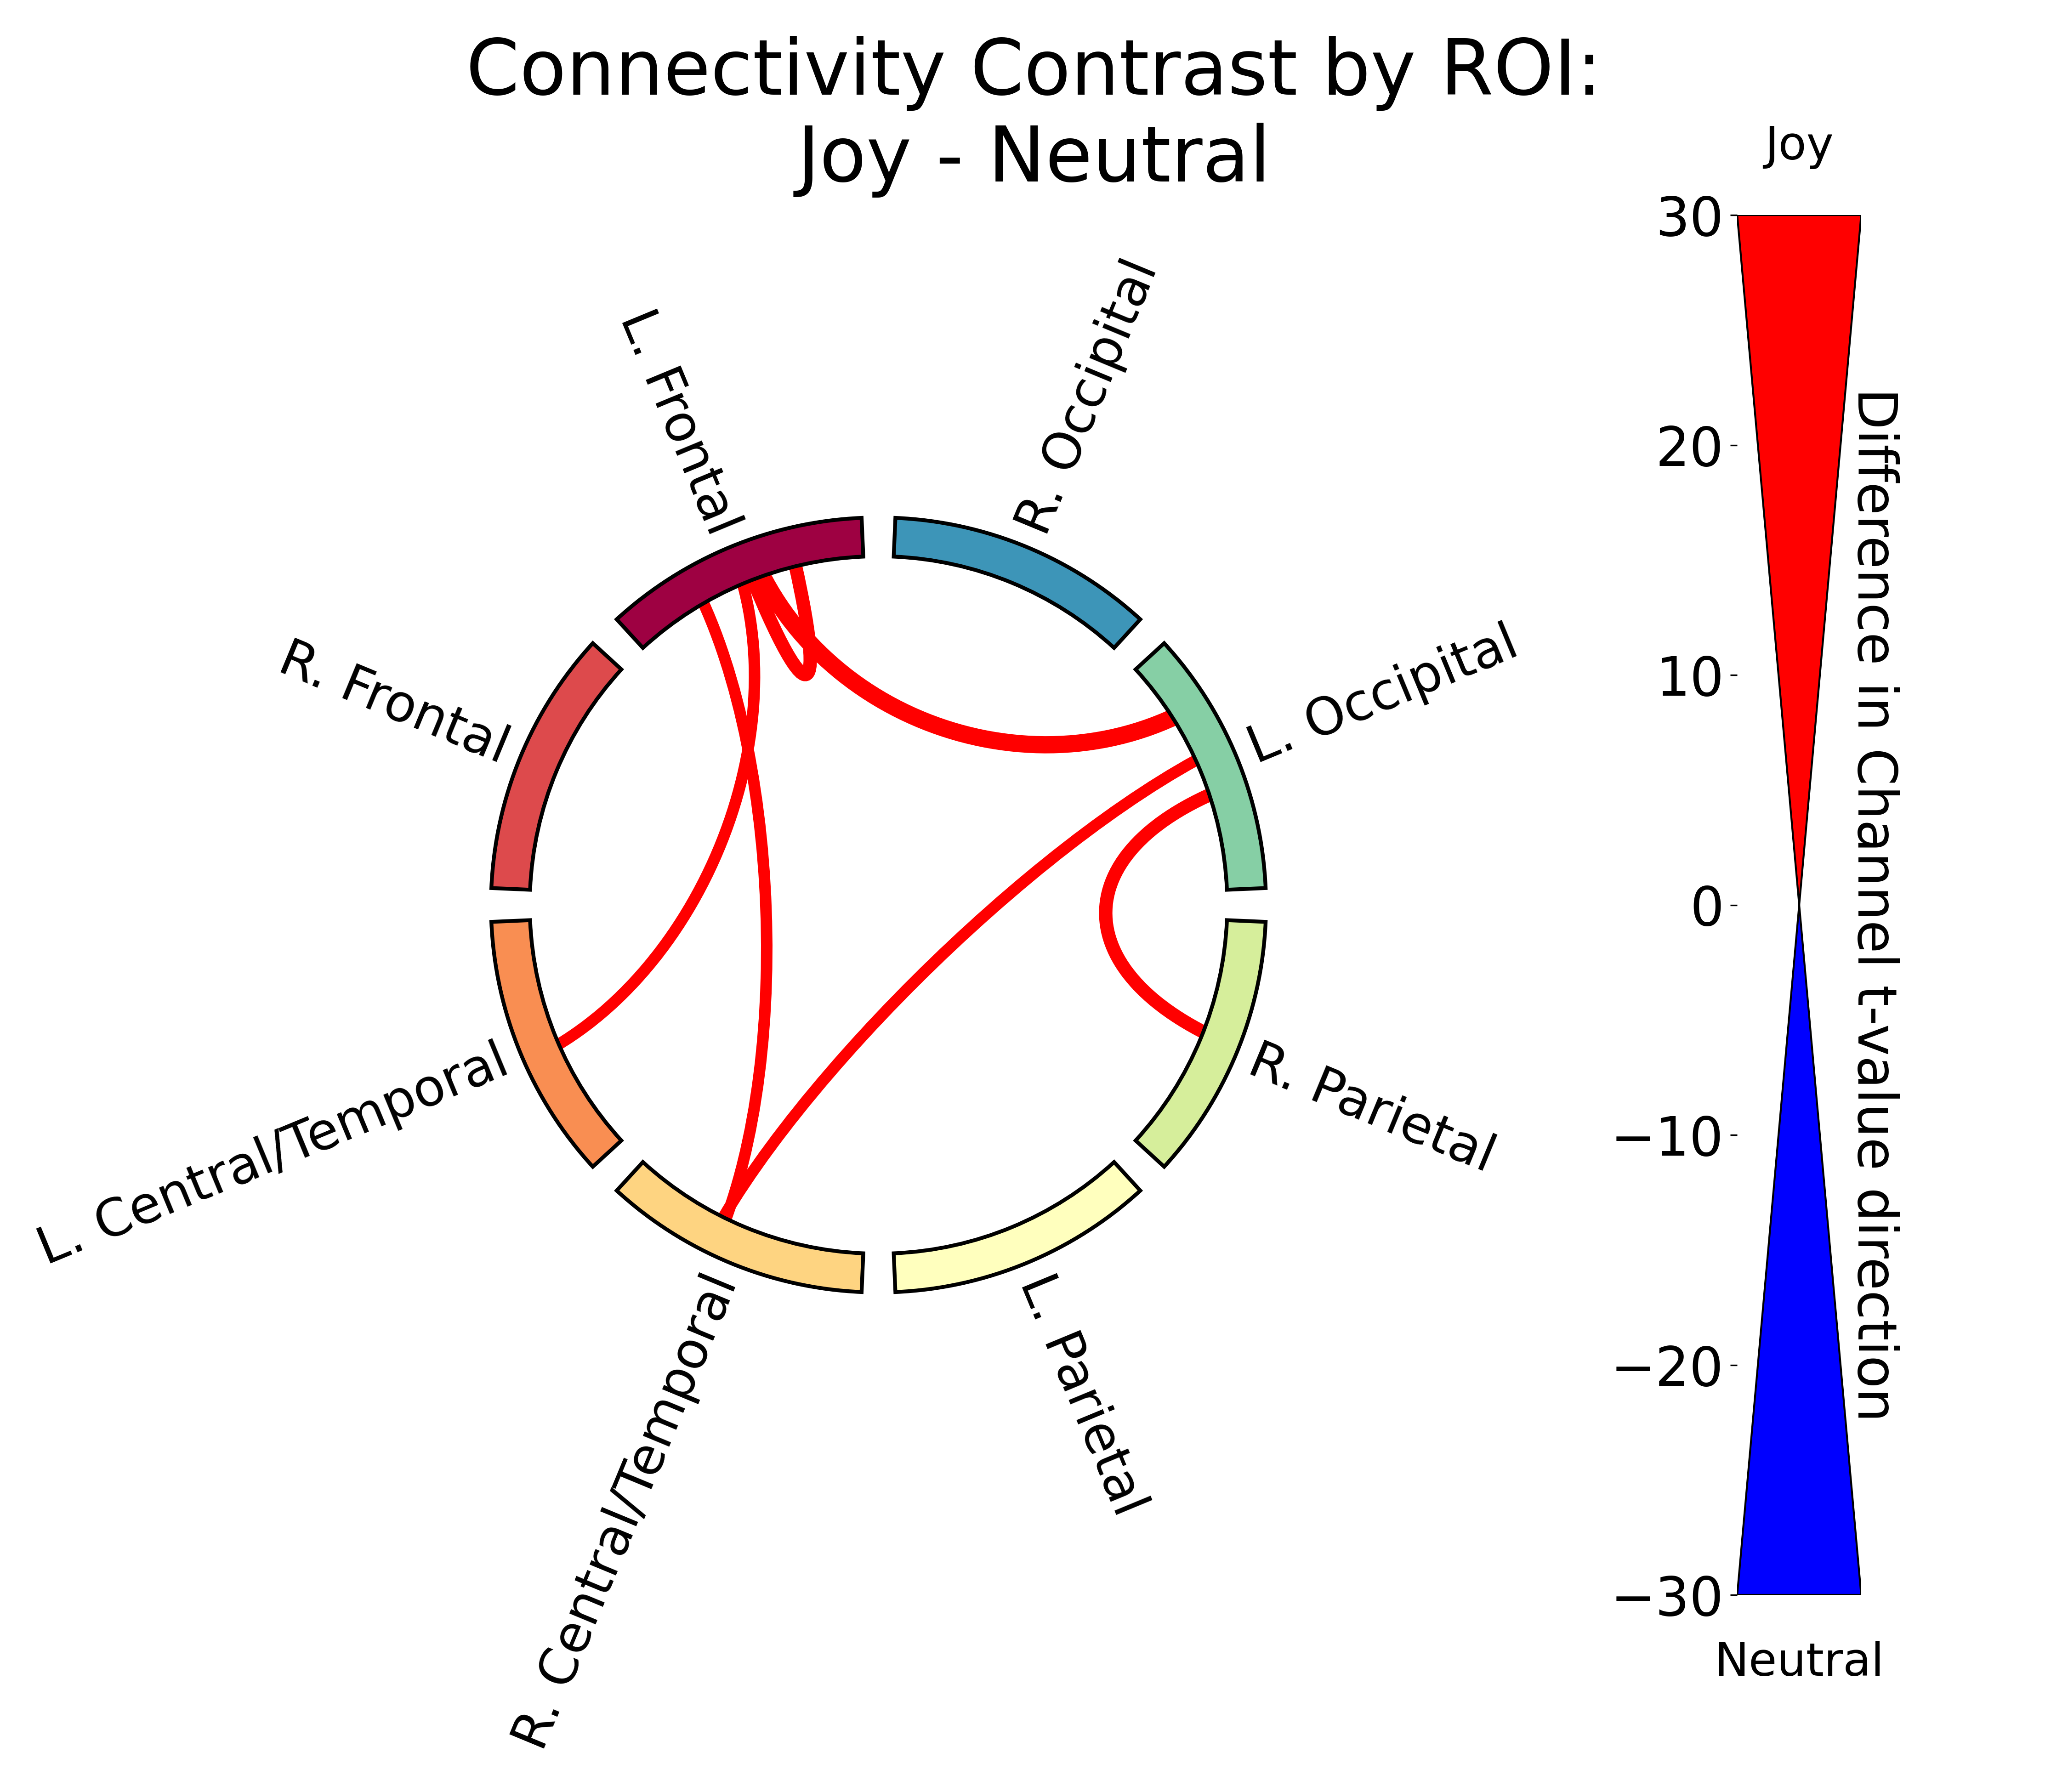 Connectivity Contrast by ROI:
Joy - Neutral
Joy
30
20
10
0
−10
−20
−30
Neutral
Difference in Channel t-value direction
R. Occipital
L. Frontal
L. Occipital
R. Frontal
R. Parietal
L. Central/Temporal
L. Parietal
R. Central/Temporal